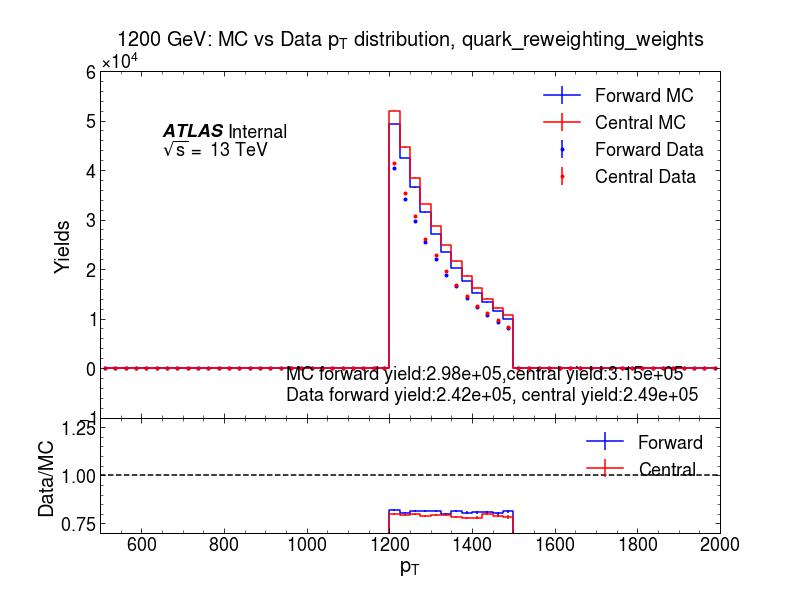 1200 GeV: MC vs Data pT distribution, quark_reweighting_weights
×10⁴
6
5
4
3
2
1
0
−1
Yields
ATLAS Internal
√s = 13 TeV
Forward MC
Central MC
Forward Data
Central Data
MC forward yield:2.98e+05,central yield:3.15e+05
Data forward yield:2.42e+05, central yield:2.49e+05
1.25
1.00
0.75
Data/MC
Forward
Central
600 800 1000 1200 1400 1600 1800 2000
pT